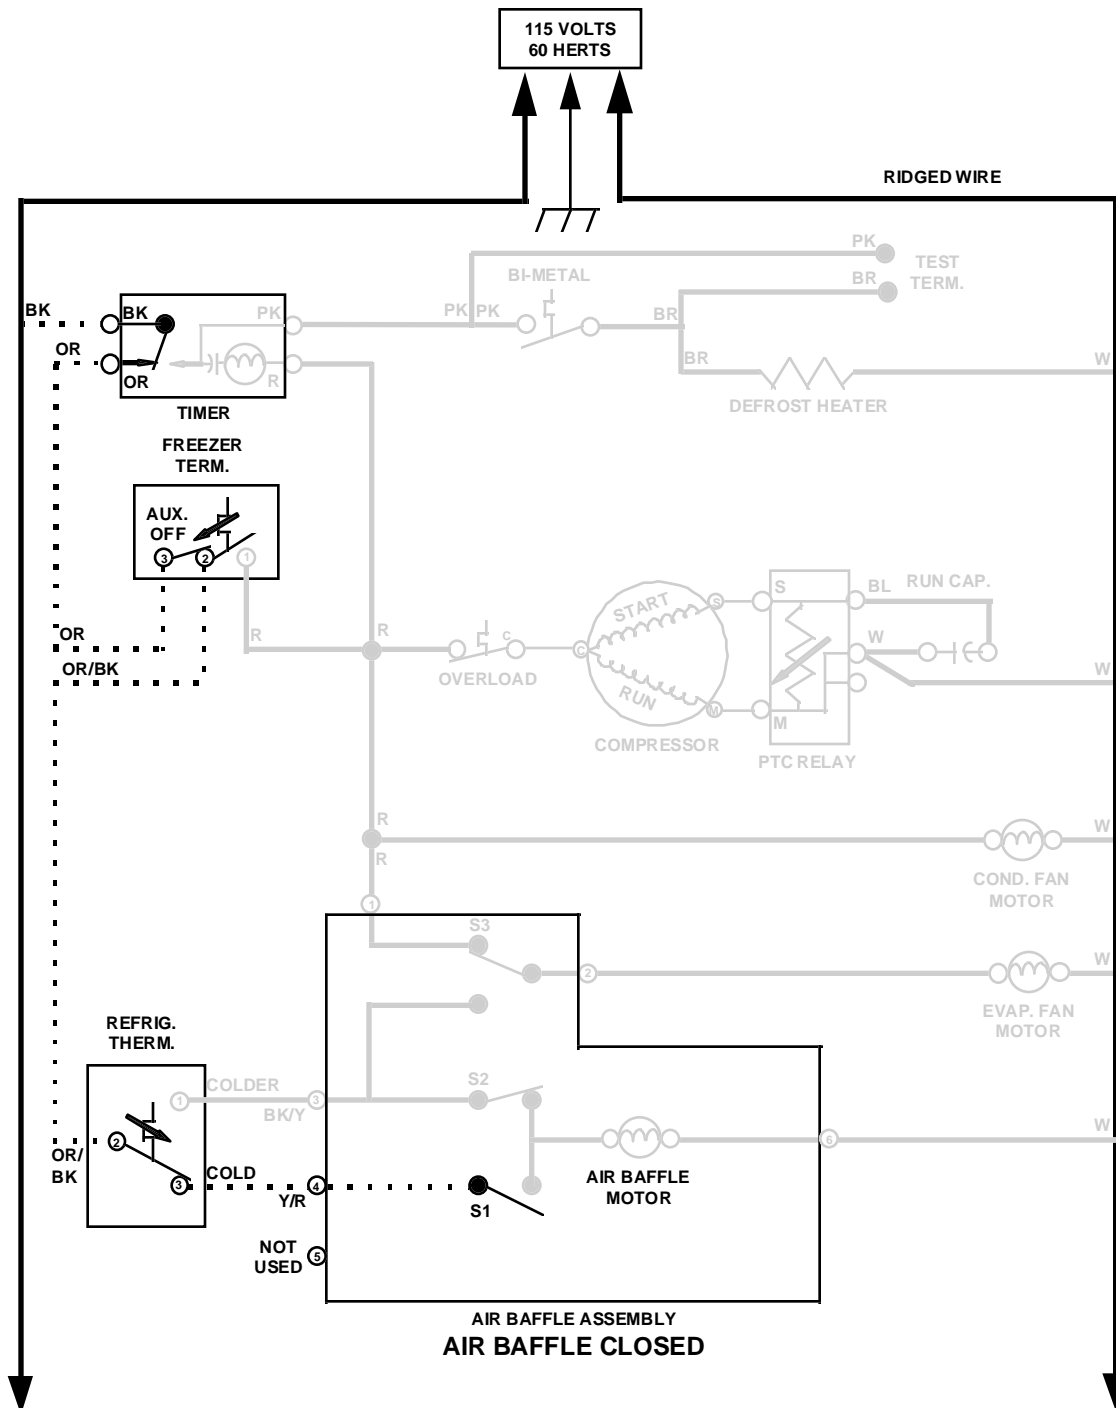 115 VOLTS
60 HERTS
RIDGED WIRE
PK
TEST
TERM.
BI-METAL
BR
BK
BK
PK
PK
PK
BR
OR
OR
R
BR
W
TIMER
DEFROST HEATER
FREEZER
TERM.
AUX.
OFF
3
2
1
S
BL
RUN CAP.
START
S
OR
R
R
C
C
W
OR/BK
OVERLOAD
RUN
M
M
W
COMPRESSOR
PTC RELAY
R
R
W
COND. FAN
MOTOR
1
S3
2
W
EVAP. FAN
MOTOR
REFRIG.
THERM.
1
COLDER
BK/Y
3
S2
2
OR/
BK
6
W
3
COLD
Y/R
4
S1
AIR BAFFLE
MOTOR
NOT
USED
5
AIR BAFFLE ASSEMBLY
AIR BAFFLE CLOSED